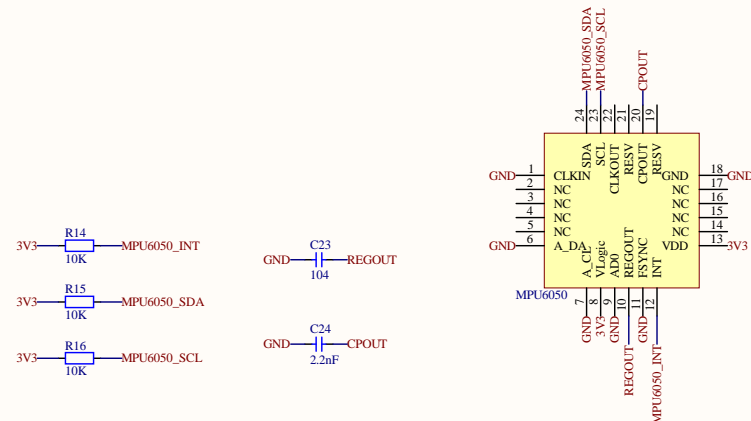 MPU6050_SDA
MPU6050_SCL
CPOUT
24
23
22
21
20
19
SDA
SCL
CLKOUT
RESV
CPOUT
RESV
GND 1 CLKIN
2 NC
3 NC
4 NC
5 NC
GND 6 A_DA
GND 18 GND
NC 17
NC 16
NC 15
NC 14
VDD 13 3V3
A_CL
VLogic
AD0
REGOUT
FSYNC
INT
MPU6050
7
8
9
10
11
12
GND
3V3
GND
REGOUT
GND
MPU6050_INT
R14
3V3 MPU6050_INT
10K
R15
3V3 MPU6050_SDA
10K
R16
3V3 MPU6050_SCL
10K
C23
GND REGOUT
104
C24
GND CPOUT
2.2nF